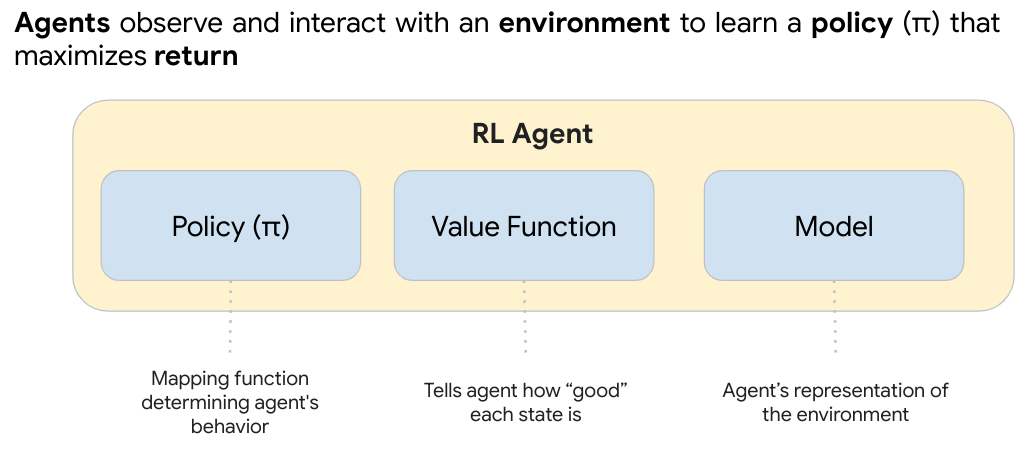 Agents observe and interact with an environment to learn a policy (π) that
maximizes return
RL Agent
Policy (π)
Value Function
Model
Mapping function
determining agent's
behavior
Tells agent how “good”
each state is
Agent’s representation of
the environment